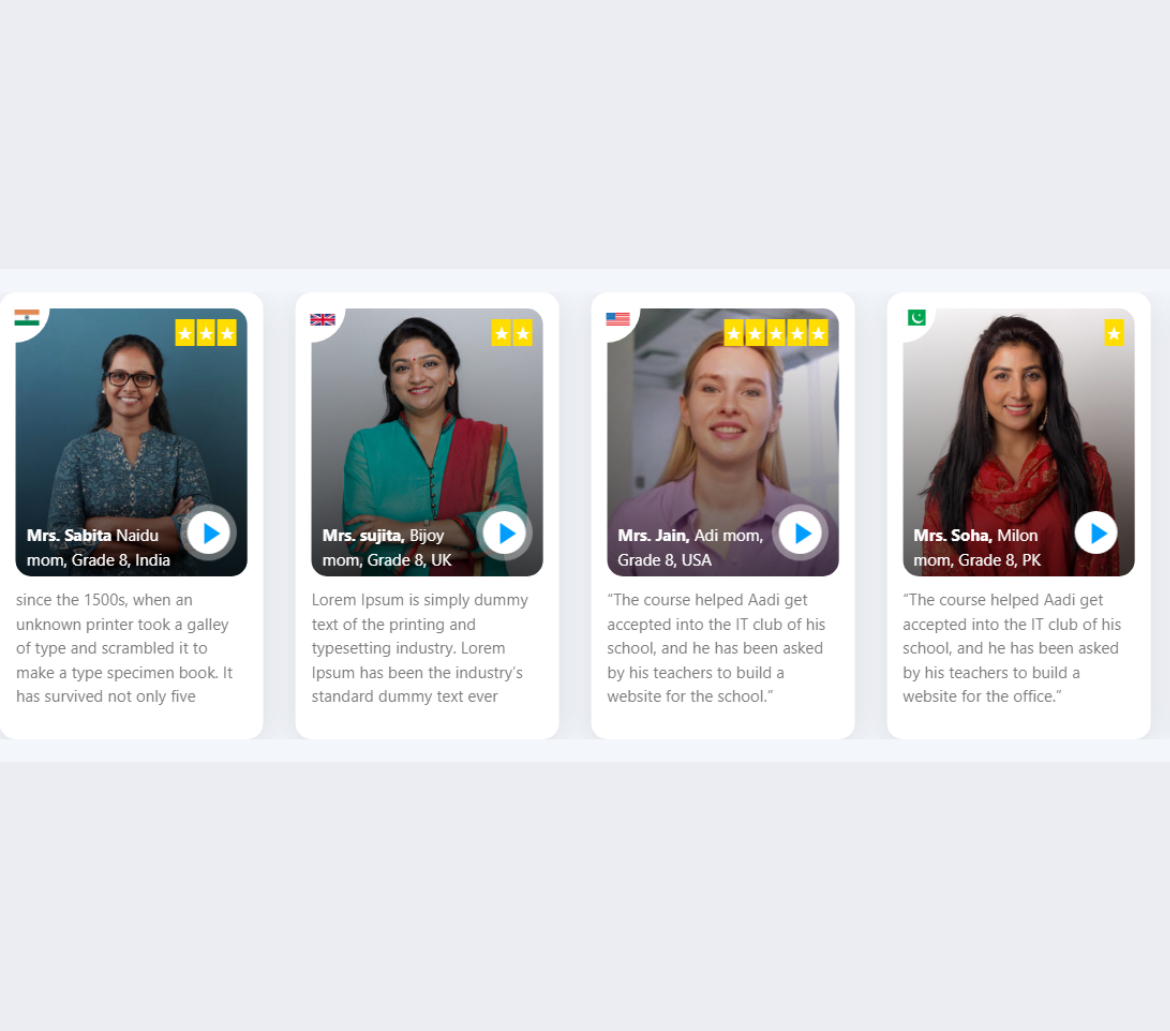 Mrs. Sabita Naidu
mom, Grade 8, India
since the 1500s, when an
unknown printer took a galley
of type and scrambled it to
make a type specimen book. It
has survived not only five
Mrs. sujita, Bijoy
mom, Grade 8, UK
Lorem Ipsum is simply dummy
text of the printing and
typesetting industry. Lorem
Ipsum has been the industry’s
standard dummy text ever
Mrs. Jain, Adi mom,
Grade 8, USA
“The course helped Aadi get
accepted into the IT club of his
school, and he has been asked
by his teachers to build a
website for the school.”
Mrs. Soha, Milon
mom, Grade 8, PK
“The course helped Aadi get
accepted into the IT club of his
school, and he has been asked
by his teachers to build a
website for the office.”